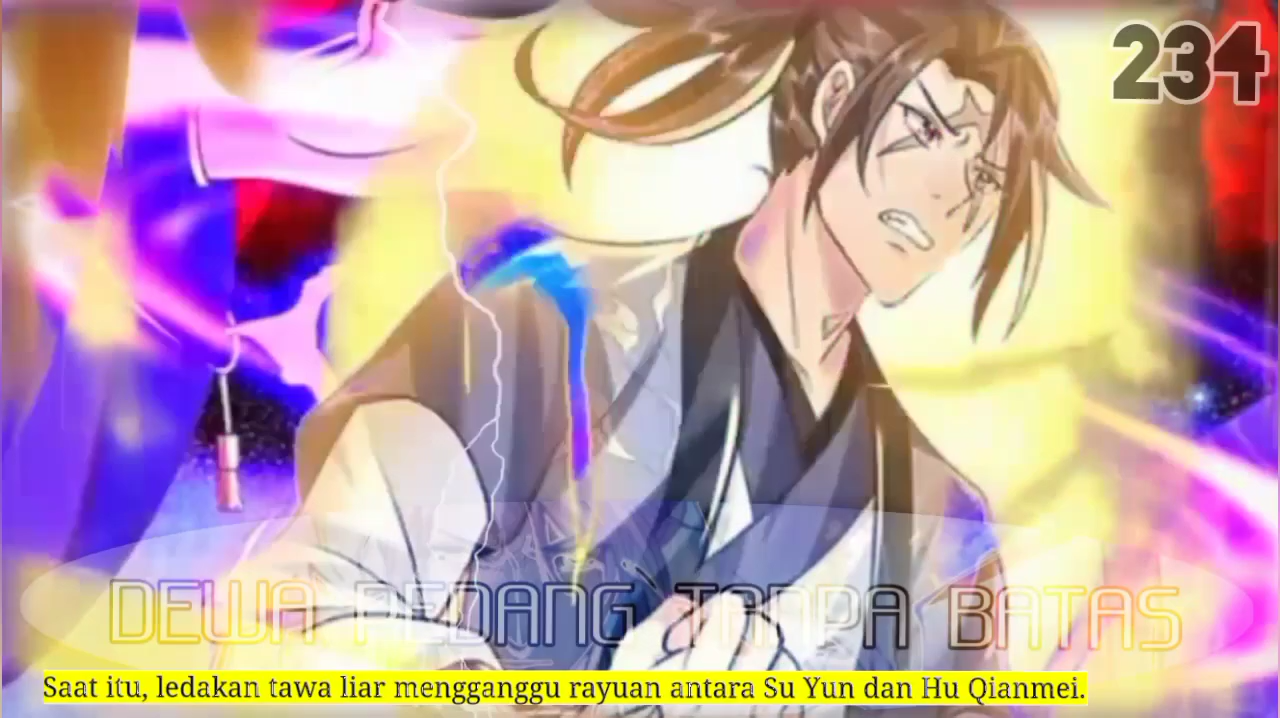 234
DEWA PEDANG TANPA BATAS
Saat itu, ledakan tawa liar mengganggu rayuan antara Su Yun dan Hu Qianmei.